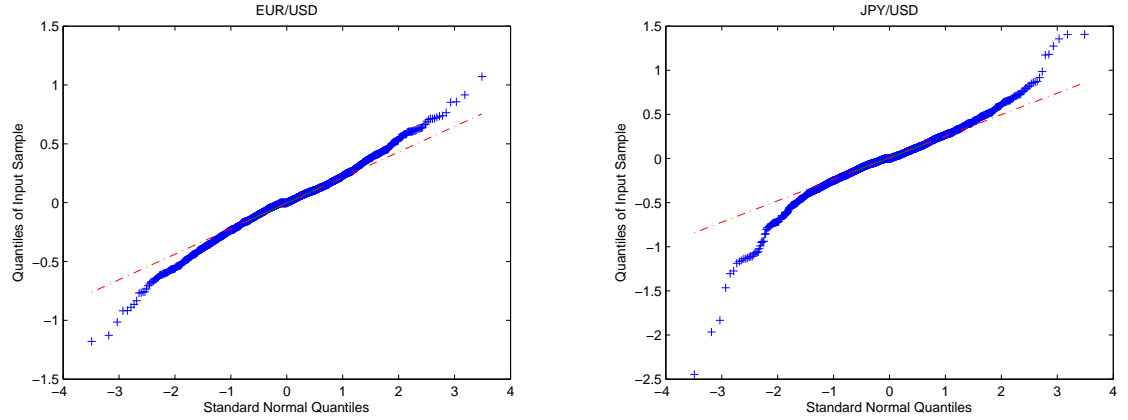 EUR/USD
1.5
1
0.5
0
−0.5
−1
−1.5
−4 −3 −2 −1 0 1 2 3 4
Quantiles of Input Sample
Standard Normal Quantiles
JPY/USD
1.5
1
0.5
0
−0.5
−1
−1.5
−2
−2.5
−4 −3 −2 −1 0 1 2 3 4
Quantiles of Input Sample
Standard Normal Quantiles